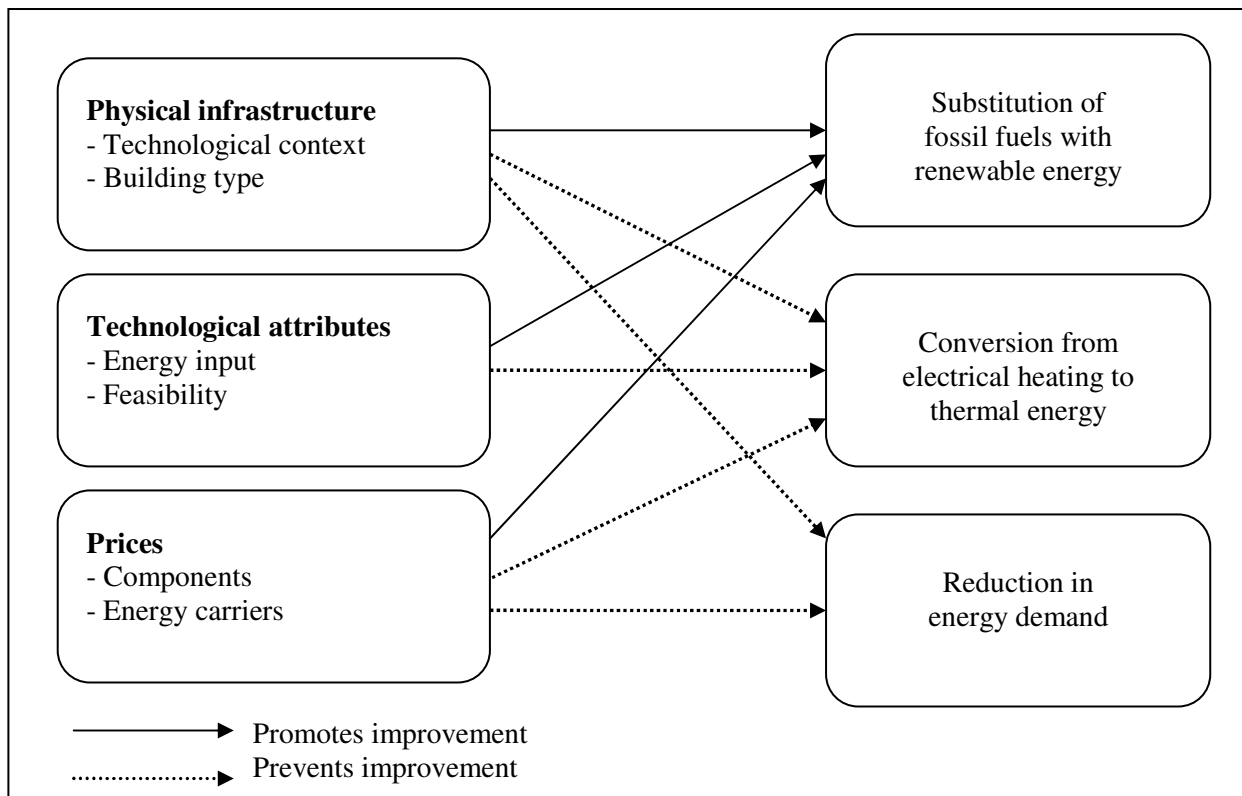 Physical infrastructure
- Technological context
- Building type
Technological attributes
- Energy input
- Feasibility
Prices
- Components
- Energy carriers
Substitution of
fossil fuels with
renewable energy
Conversion from
electrical heating to
thermal energy
Reduction in
energy demand
Promotes improvement
Prevents improvement